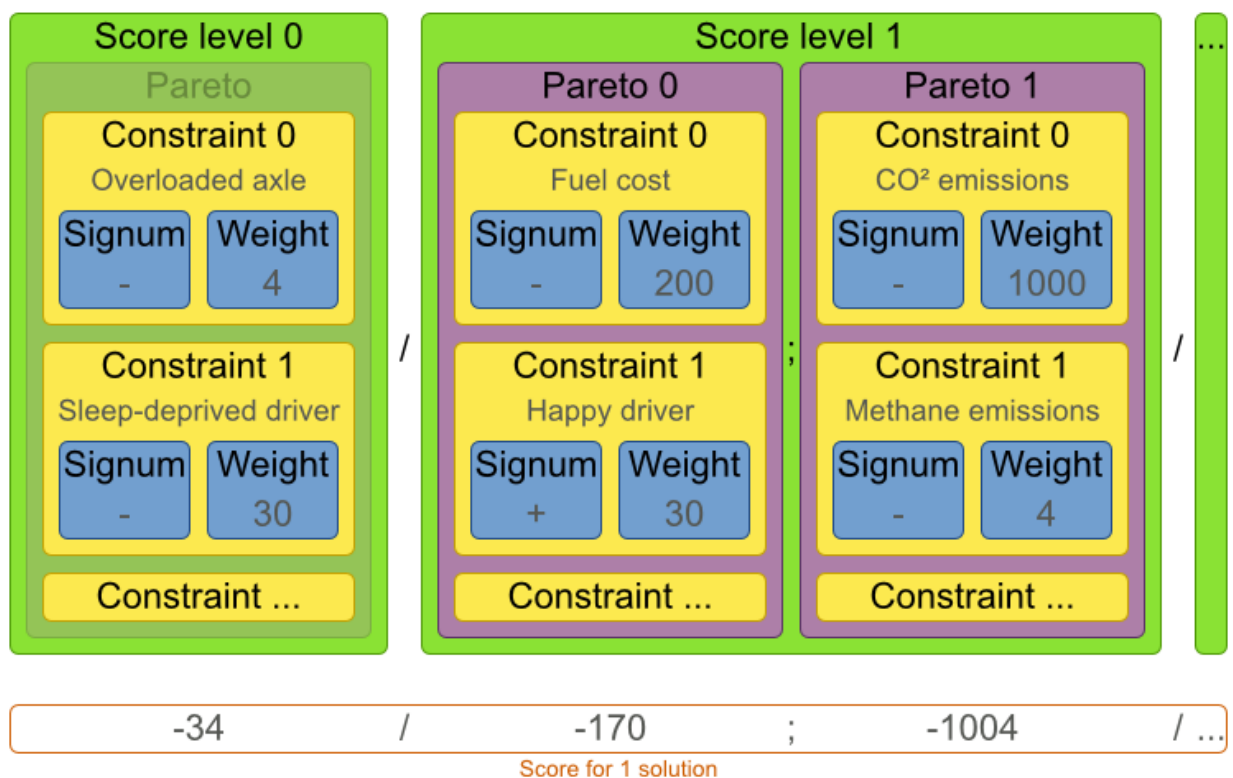 Score level 0
Pareto
Constraint 0
Overloaded axle
Signum
-
Weight
4
Constraint 1
Sleep-deprived driver
Signum
-
Weight
30
Constraint ...
/
Score level 1
Pareto 0
Constraint 0
Fuel cost
Signum
-
Weight
200
Constraint 1
Happy driver
Signum
+
Weight
30
Constraint ...
;
Pareto 1
Constraint 0
CO² emissions
Signum
-
Weight
1000
Constraint 1
Methane emissions
Signum
-
Weight
4
Constraint ...
/
...
-34 / -170 ; -1004 / ...
Score for 1 solution